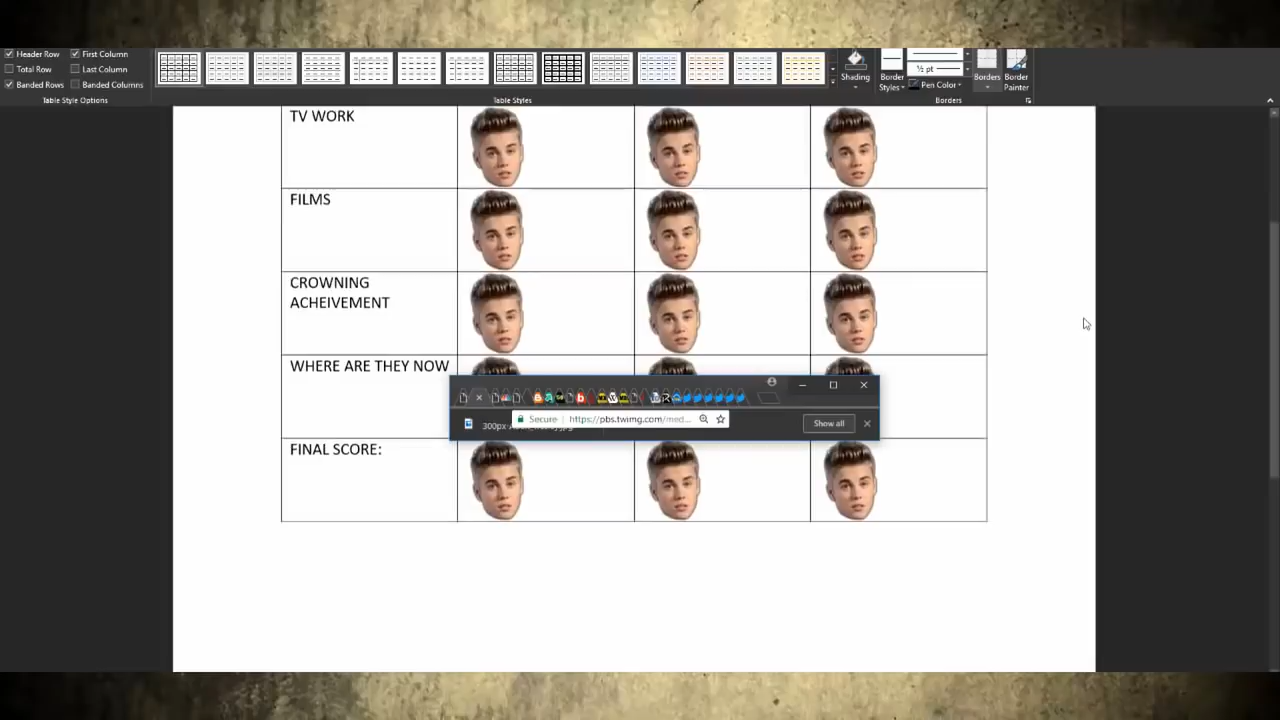 Header Row First Column
Total Row Last Column
Banded Rows Banded Columns
Table Style Options
Table Styles
Shading
Border
Styles
½ pt
Pen Color
Borders
Border
Painter
Borders
TV WORK
FILMS
CROWNING
ACHEIVEMENT
WHERE ARE THEY NOW
Secure https://pbs.twimg.com/med...
300px-
Show all
FINAL SCORE: